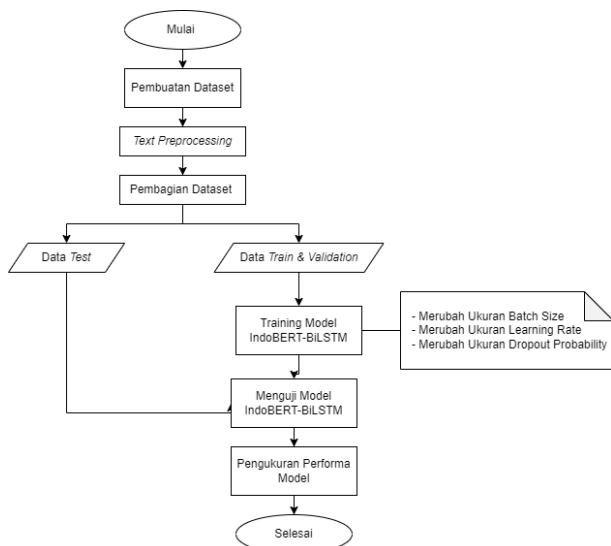 Mulai
Pembuatan Dataset
Text Preprocessing
Pembagian Dataset
Data Test
Data Train & Validation
Training Model
IndoBERT-BiLSTM
- Merubah Ukuran Batch Size
- Merubah Ukuran Learning Rate
- Merubah Ukuran Dropout Probability
Menguji Model
IndoBERT-BiLSTM
Pengukuran Performa
Model
Selesai